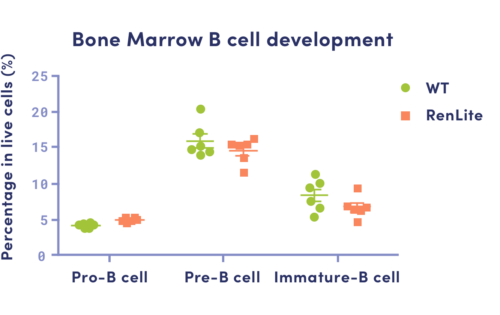 Bone Marrow B cell development
Percentage in live cells (%)
25
20
15
10
5
0
WT
RenLite
Pro-B cell
Pre-B cell
Immature-B cell